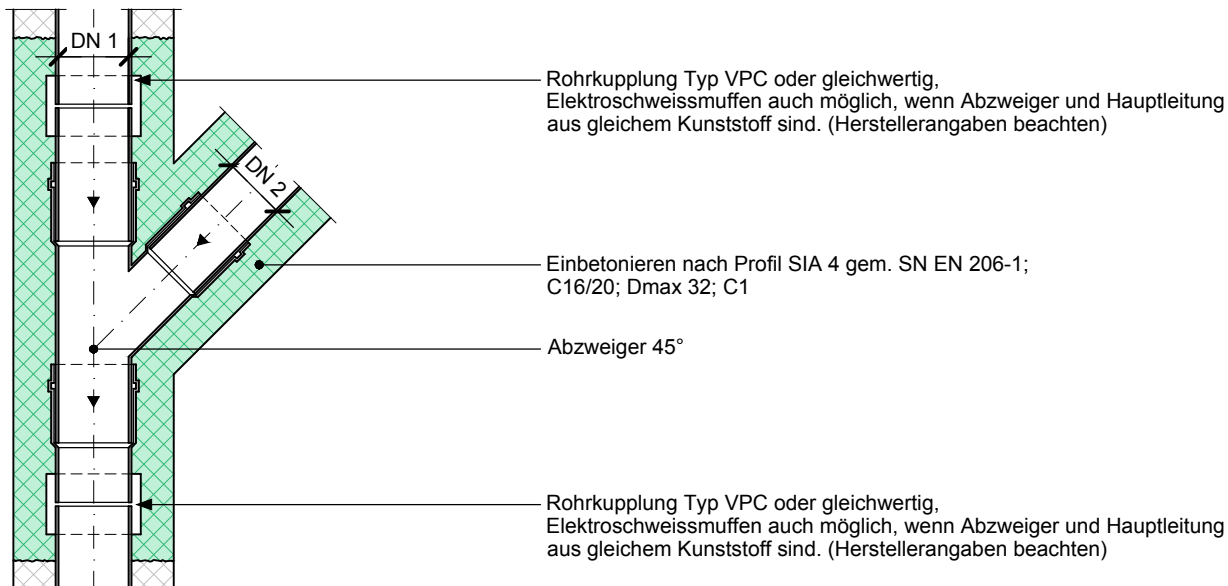 DN 1
Rohrkupplung Typ VPC oder gleichwertig,
Elektroschweissmuffen auch möglich, wenn Abzweiger und Hauptleitung
aus gleichem Kunststoff sind. (Herstellerangaben beachten)
DN 2
Einbetonieren nach Profil SIA 4 gem. SN EN 206-1;
C16/20; Dmax 32; C1
Abzweiger 45°
Rohrkupplung Typ VPC oder gleichwertig,
Elektroschweissmuffen auch möglich, wenn Abzweiger und Hauptleitung
aus gleichem Kunststoff sind. (Herstellerangaben beachten)